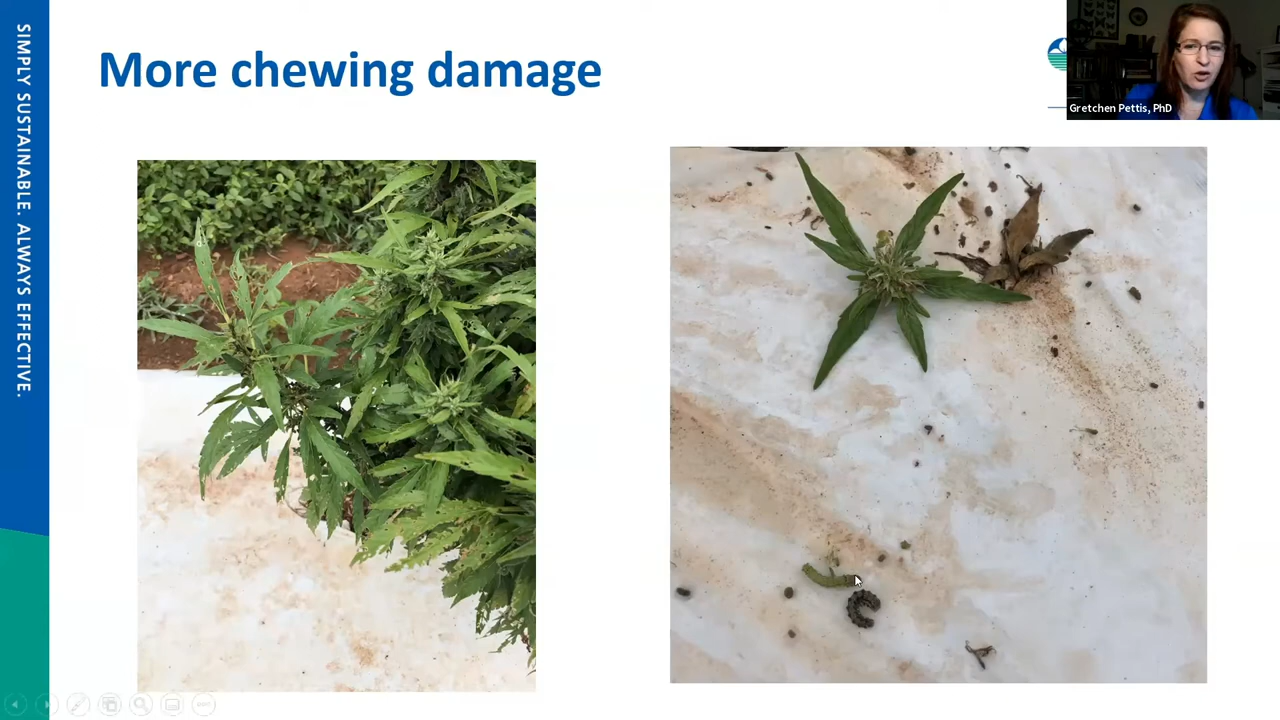 SIMPLY SUSTAINABLE. ALWAYS EFFECTIVE.
More chewing damage
Gretchen Pettis, PhD